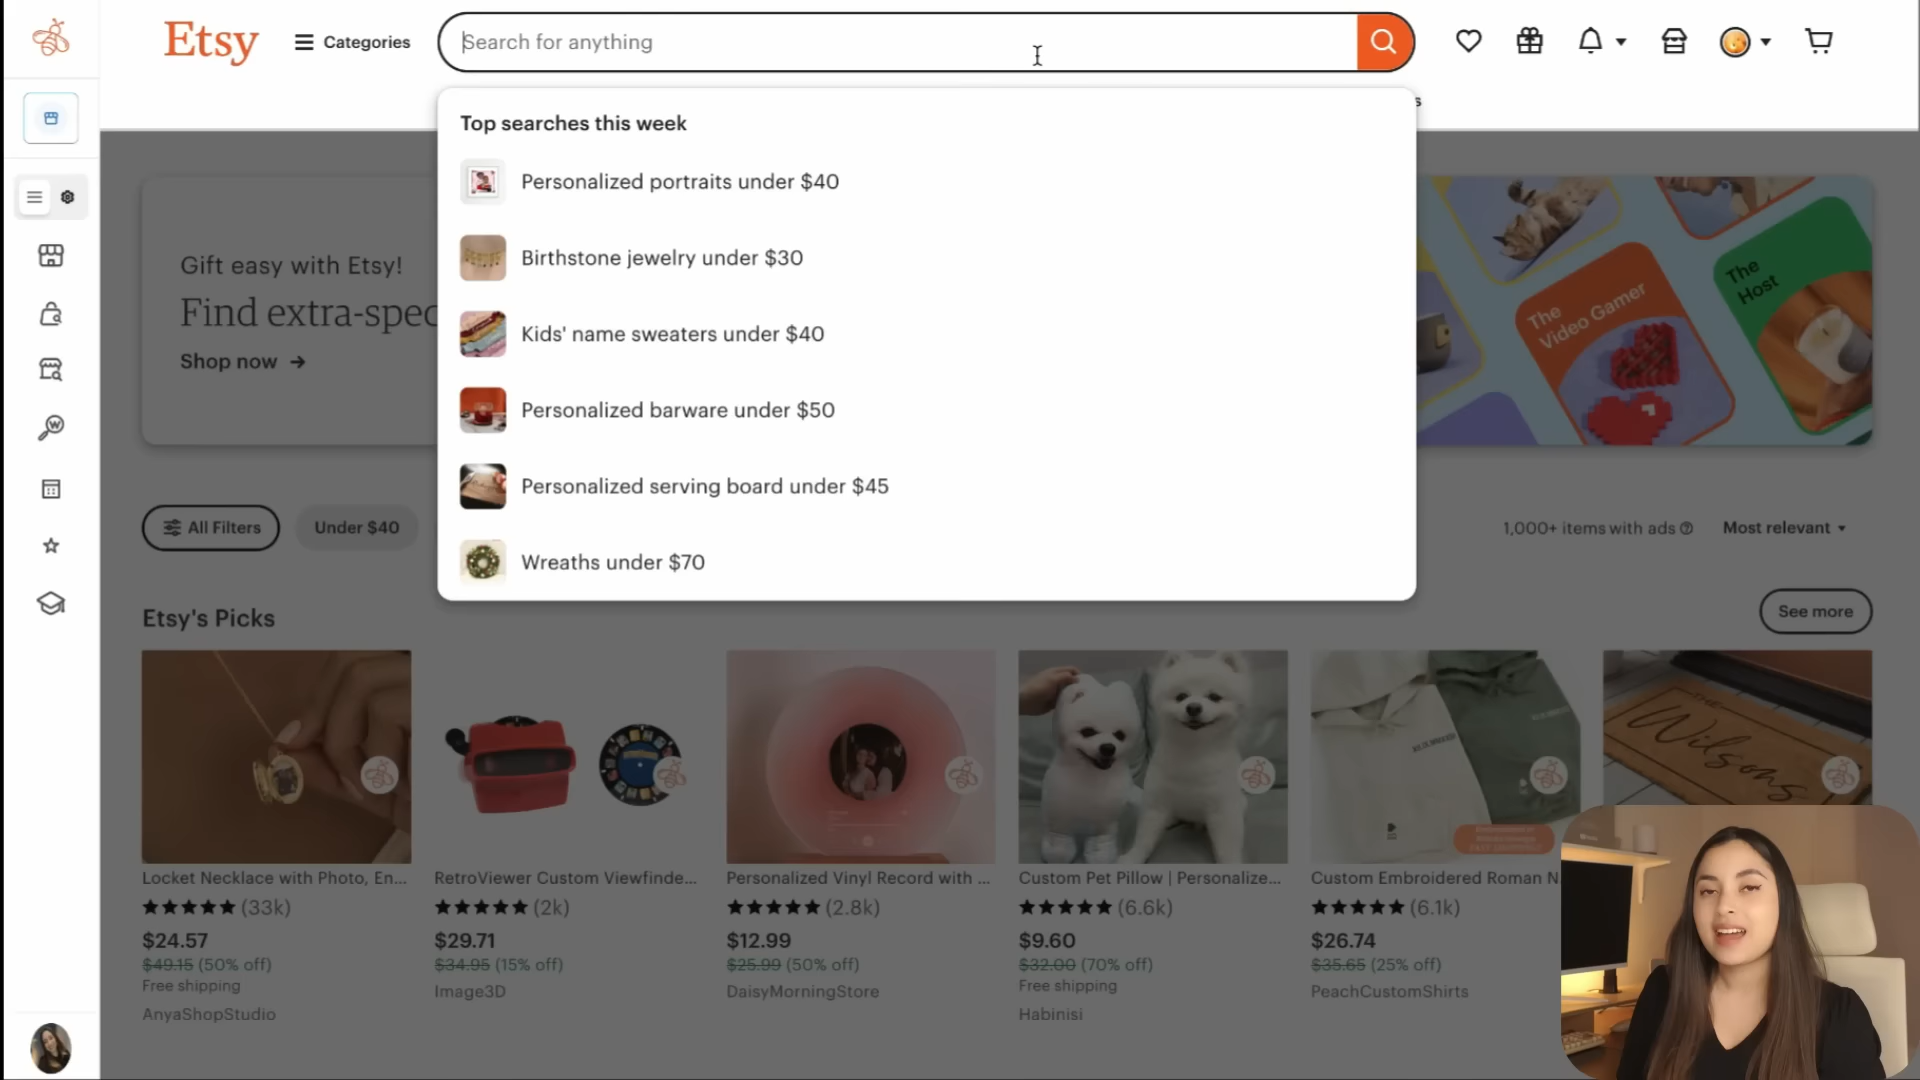 Etsy
Categories
Search for anything
Top searches this week
Personalized portraits under $40
Birthstone jewelry under $30
Kids' name sweaters under $40
Personalized barware under $50
Personalized serving board under $45
Wreaths under $70
s
Gift easy with Etsy!
Find extra-spec
Shop now →
The Video Gamer
The Host
All Filters
Under $40
1,000+ items with ads
Most relevant
Etsy's Picks
See more
Wilsons
Locket Necklace with Photo, En...
(33k)
$24.57
$49.15 (50% off)
Free shipping
AnyaShopStudio
RetroViewer Custom Viewfinde...
(2k)
$29.71
$34.95 (15% off)
Image3D
Personalized Vinyl Record with ...
(2.8k)
$12.99
$25.99 (50% off)
DaisyMorningStore
Custom Pet Pillow | Personalize...
(6.6k)
$9.60
$32.00 (70% off)
Free shipping
Habinisi
Custom Embroidered Roman N
(6.1k)
$26.74
$35.65 (25% off)
PeachCustomShirts